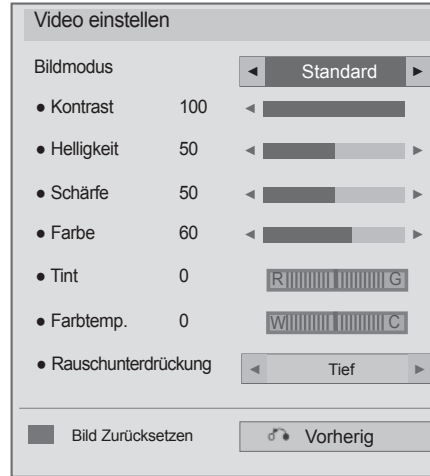 Video einstellen
Bildmodus ◄ Standard ►
● Kontrast 100 ◄
● Helligkeit 50 ◄ ►
● Schärfe 50 ◄ ►
● Farbe 60 ◄ ►
● Tint 0 R G
● Farbtemp. 0 W C
● Rauschunterdrückung ◄ Tief ►
Bild Zurücksetzen Vorherig